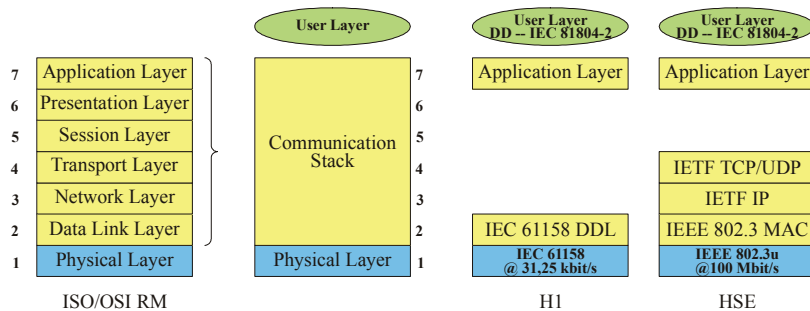 User Layer
User Layer
DD -- IEC 81804-2
User Layer
DD -- IEC 81804-2
7
Application Layer
7
Application Layer
Application Layer
6
Presentation Layer
6
5
Session Layer
Communication
Stack
5
4
Transport Layer
4
IETF TCP/UDP
3
Network Layer
3
IETF IP
2
Data Link Layer
2
IEC 61158 DDL
IEEE 802.3 MAC
1
Physical Layer
Physical Layer
1
IEC 61158
@ 31,25 kbit/s
IEEE 802.3u
@100 Mbit/s
ISO/OSI RM
H1
HSE